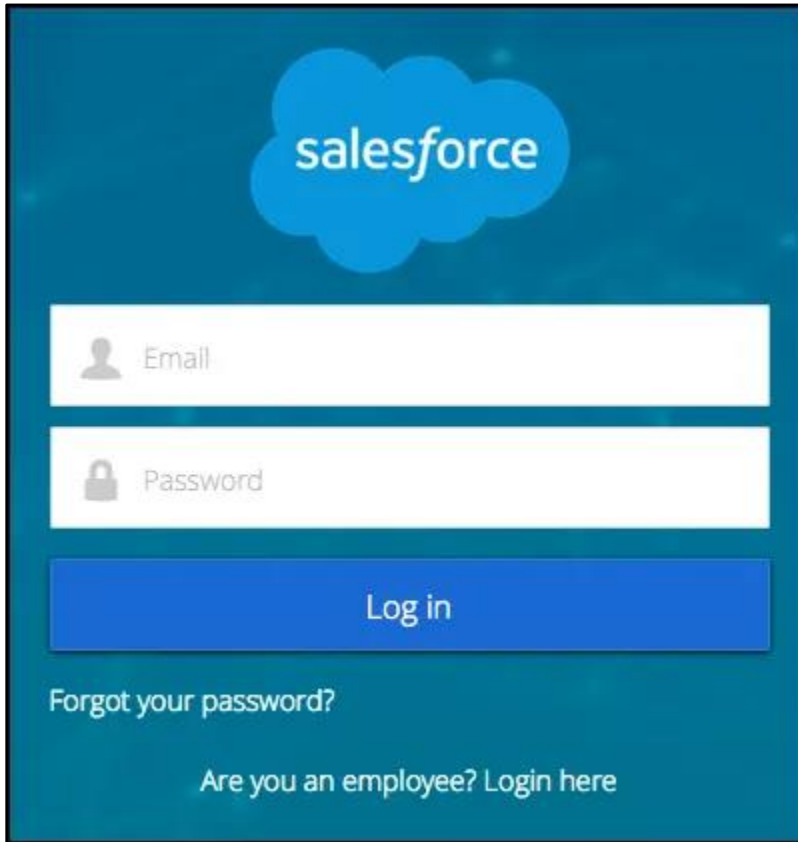 salesforce
Email
Password
Log in
Forgot your password?
Are you an employee? Login here